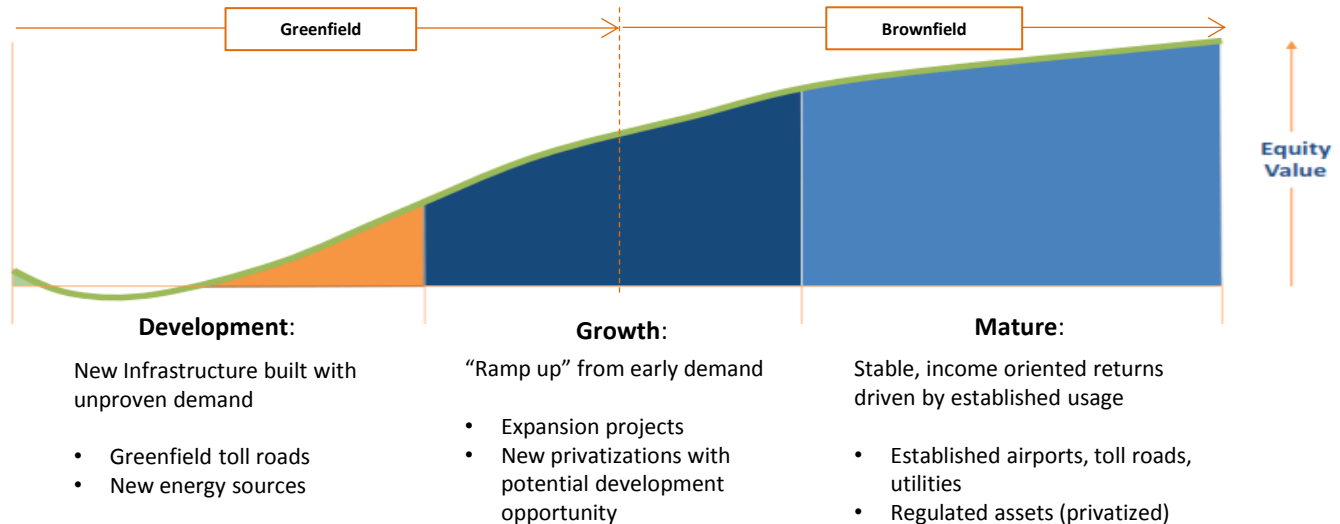 Greenfield
Brownfield
Equity
Value
Development:
New Infrastructure built with
unproven demand
• Greenfield toll roads
• New energy sources
Growth:
“Ramp up” from early demand
• Expansion projects
• New privatizations with
potential development
opportunity
Mature:
Stable, income oriented returns
driven by established usage
• Established airports, toll roads,
utilities
• Regulated assets (privatized)